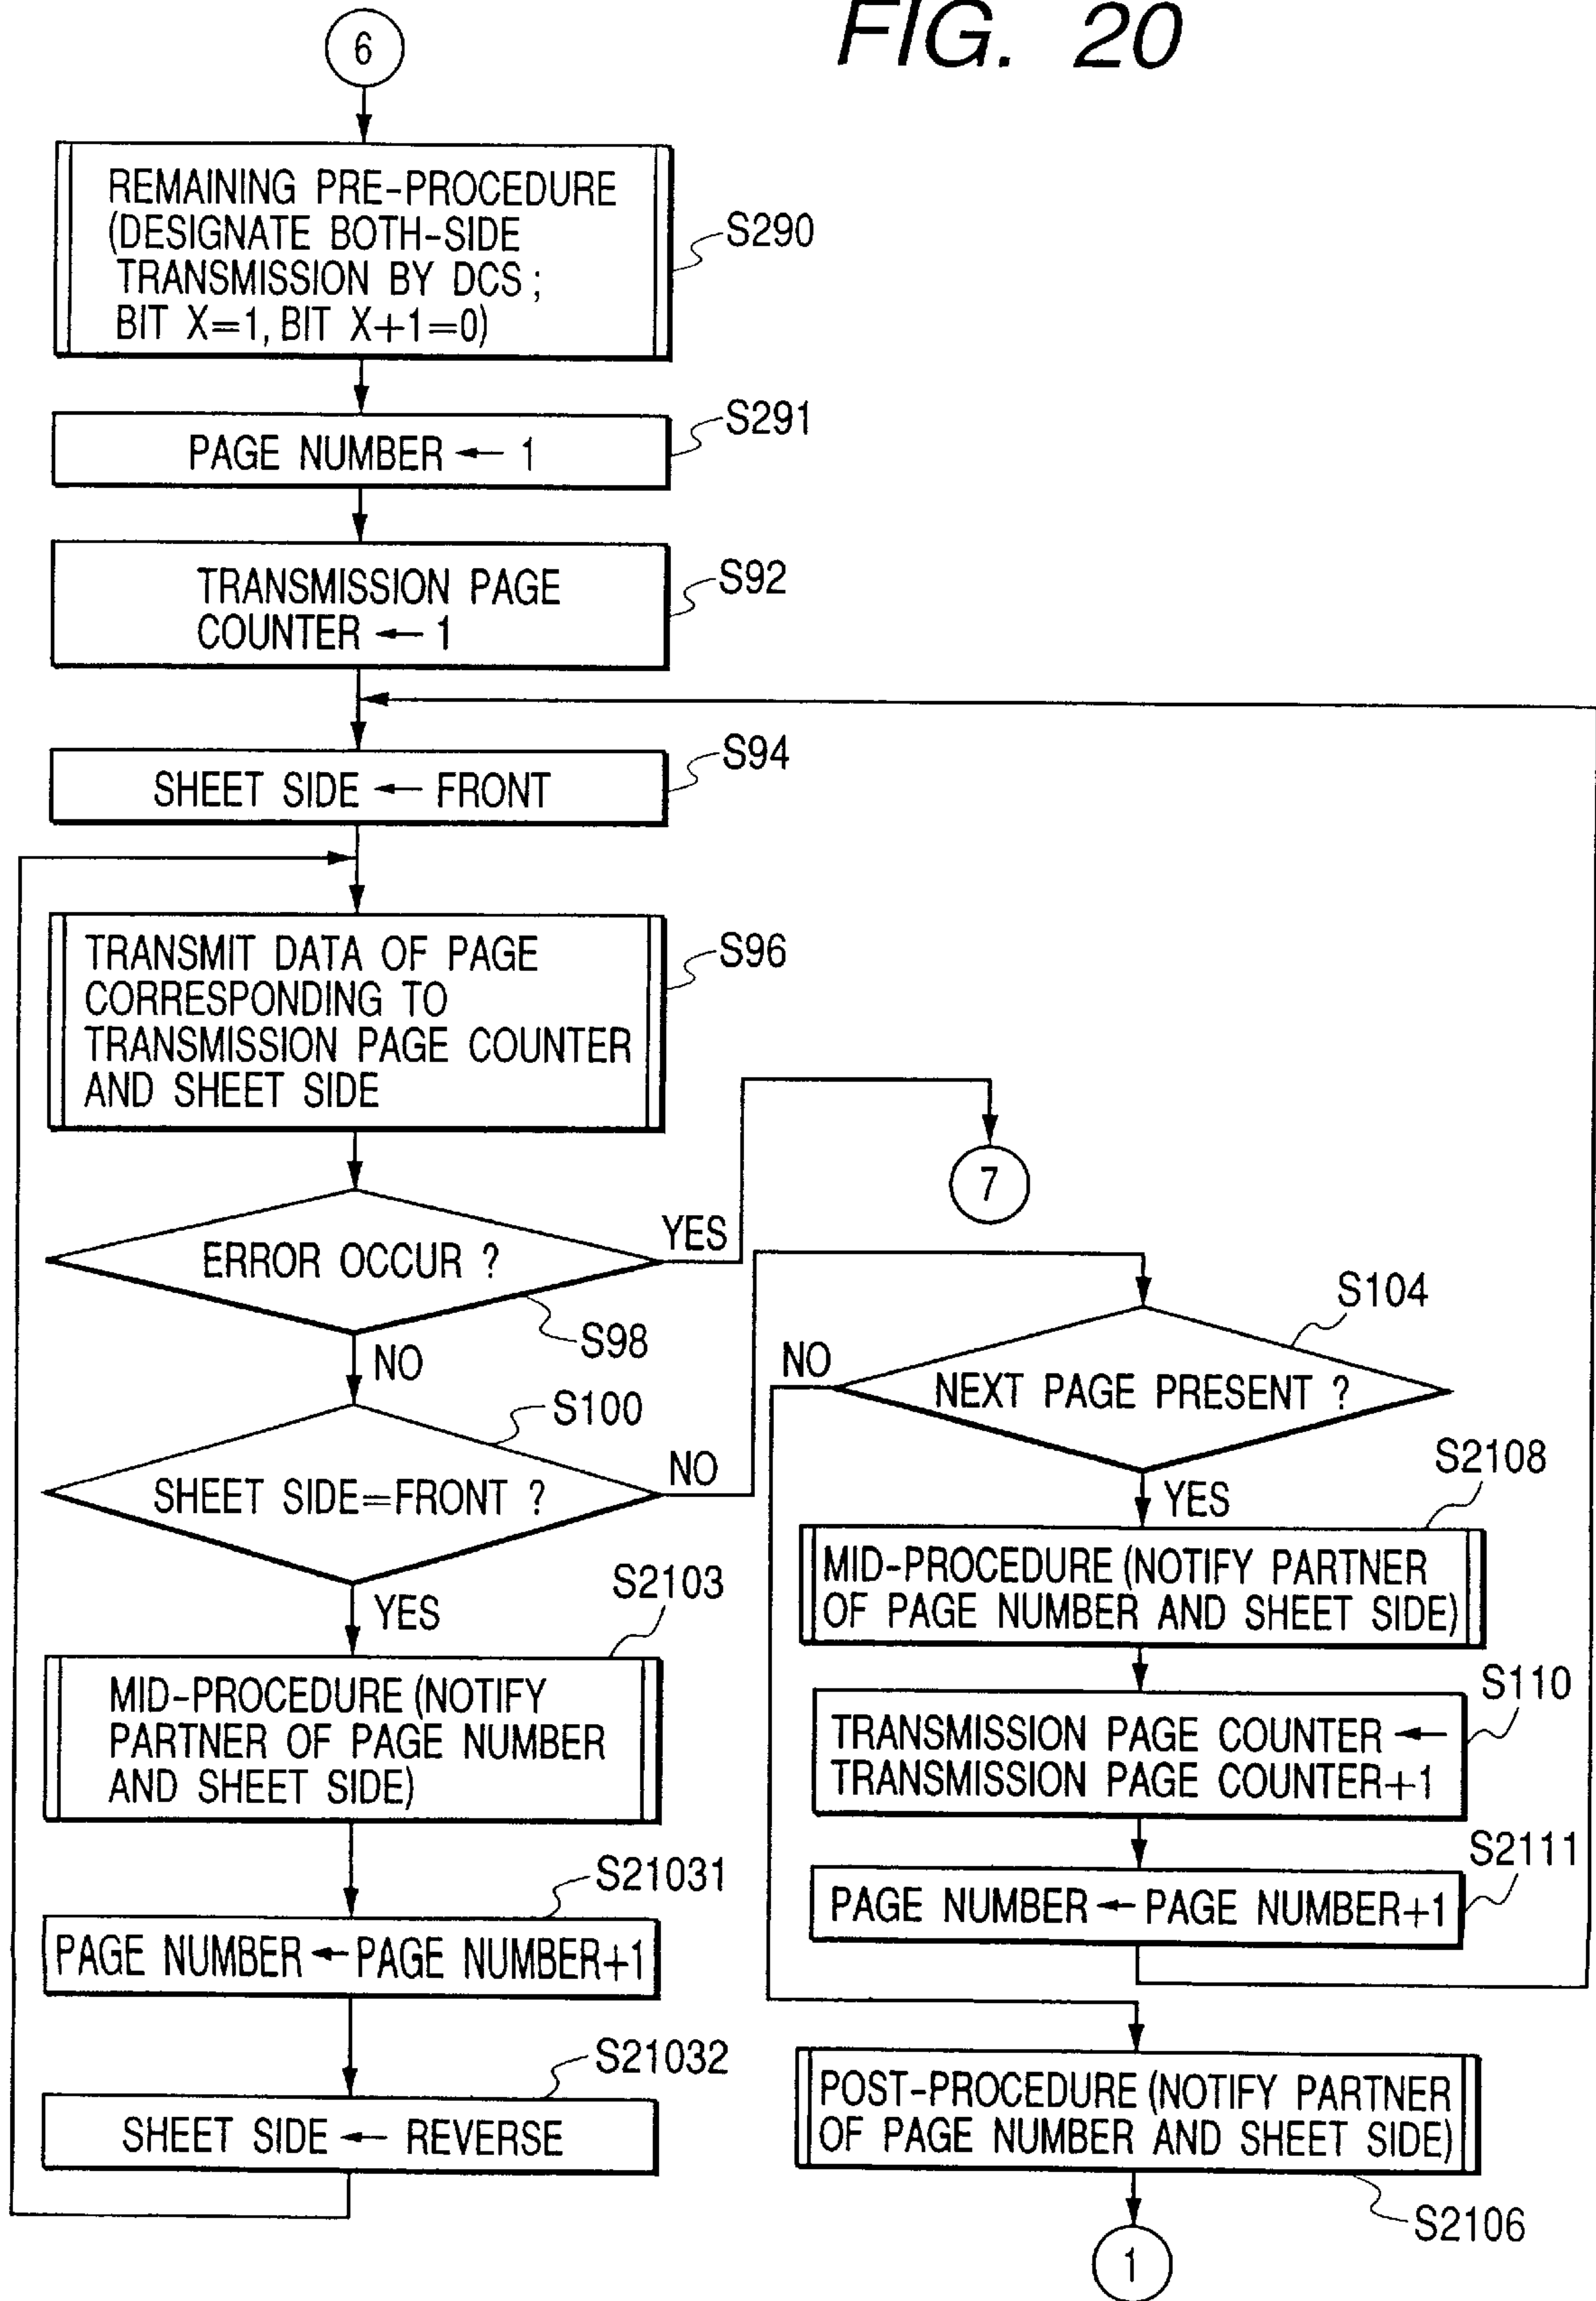 FIG. 20
6
REMAINING PRE-PROCEDURE
(DESIGNATE BOTH-SIDE
TRANSMISSION BY DCS ;
BIT X=1, BIT X+1=0)
S290
PAGE NUMBER ← 1
S291
TRANSMISSION PAGE
COUNTER ← 1
S92
SHEET SIDE ← FRONT
S94
TRANSMIT DATA OF PAGE
CORRESPONDING TO
TRANSMISSION PAGE COUNTER
AND SHEET SIDE
S96
7
ERROR OCCUR ?
YES
S98
NO
SHEET SIDE=FRONT ?
S100
NO
YES
S2103
MID-PROCEDURE (NOTIFY
PARTNER OF PAGE NUMBER
AND SHEET SIDE)
S21031
PAGE NUMBER ← PAGE NUMBER+1
S21032
SHEET SIDE ← REVERSE
S104
NO
NEXT PAGE PRESENT ?
YES
S2108
MID-PROCEDURE (NOTIFY PARTNER
OF PAGE NUMBER AND SHEET SIDE)
S110
TRANSMISSION PAGE COUNTER ←
TRANSMISSION PAGE COUNTER+1
S2111
PAGE NUMBER ← PAGE NUMBER+1
POST-PROCEDURE (NOTIFY PARTNER
OF PAGE NUMBER AND SHEET SIDE)
S2106
1